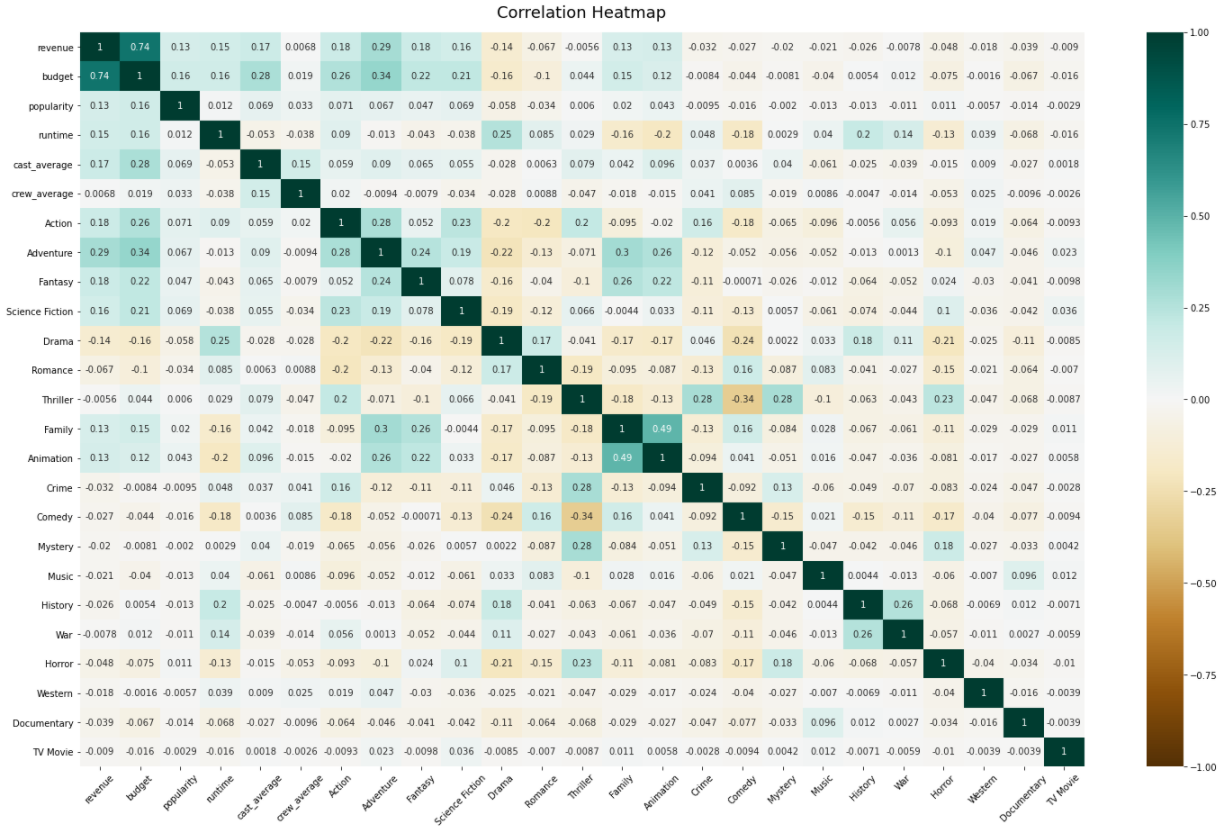 Correlation Heatmap
revenue 1 0.74 0.13 0.15 0.17 0.0068 0.18 0.29 0.18 0.16 -0.14 -0.067 -0.0056 0.13 0.13 -0.032 -0.027 -0.02 -0.021 -0.026 -0.0078 -0.048 -0.018 -0.039 -0.009
budget 0.74 1 0.16 0.16 0.28 0.019 0.26 0.34 0.22 0.21 -0.16 -0.1 0.044 0.15 0.12 -0.0084 -0.044 -0.0081 -0.04 0.0054 0.012 -0.075 -0.0016 -0.067 -0.016
popularity 0.13 0.16 1 0.012 0.069 0.033 0.071 0.067 0.047 0.069 -0.058 -0.034 0.006 0.02 0.043 -0.0095 -0.016 -0.002 -0.013 -0.013 -0.011 0.011 -0.0057 -0.014 -0.0029
runtime 0.15 0.16 0.012 1 -0.053 -0.038 0.09 -0.013 -0.043 -0.038 0.25 0.085 0.029 -0.16 -0.2 0.048 -0.18 0.0029 0.04 0.2 0.14 -0.13 0.039 -0.068 -0.016
cast_average 0.17 0.28 0.069 -0.053 1 0.15 0.059 0.09 0.065 0.055 -0.028 0.0063 0.079 0.042 0.096 0.037 0.0036 0.04 -0.061 -0.025 -0.039 -0.015 0.009 -0.027 0.0018
crew_average 0.0068 0.019 0.033 -0.038 0.15 1 0.02 -0.0094 -0.0079 -0.034 -0.028 0.0088 -0.047 -0.018 -0.015 0.041 0.085 -0.019 0.0086 -0.0047 -0.014 -0.053 0.025 -0.0096 -0.0026
Action 0.18 0.26 0.071 0.09 0.059 0.02 1 0.28 0.052 0.23 -0.2 -0.2 0.2 -0.095 -0.02 0.16 -0.18 -0.065 -0.096 -0.0056 0.056 -0.093 0.019 -0.064 -0.0093
Adventure 0.29 0.34 0.067 -0.013 0.09 -0.0094 0.28 1 0.24 0.19 -0.22 -0.13 -0.071 0.3 0.26 -0.12 -0.052 -0.056 -0.052 -0.013 0.0013 -0.1 0.047 -0.046 0.023
Fantasy 0.18 0.22 0.047 -0.043 0.065 -0.0079 0.052 0.24 1 0.078 -0.16 -0.04 -0.1 0.26 0.22 -0.11 -0.00071 -0.026 -0.012 -0.064 -0.052 0.024 -0.03 -0.041 -0.0098
Science Fiction 0.16 0.21 0.069 -0.038 0.055 -0.034 0.23 0.19 0.078 1 -0.19 -0.12 0.066 -0.0044 0.033 -0.11 -0.13 0.0057 -0.061 -0.074 -0.044 0.1 -0.036 -0.042 0.036
Drama -0.14 -0.16 -0.058 0.25 -0.028 -0.028 -0.2 -0.22 -0.16 -0.19 1 0.17 -0.041 -0.17 -0.17 0.046 -0.24 0.0022 0.033 0.18 0.11 -0.21 -0.025 -0.11 -0.0085
Romance -0.067 -0.1 -0.034 0.085 0.0063 0.0088 -0.2 -0.13 -0.04 -0.12 0.17 1 -0.19 -0.095 -0.087 -0.13 0.16 -0.087 0.083 -0.041 -0.027 -0.15 -0.021 -0.064 -0.007
Thriller -0.0056 0.044 0.006 0.029 0.079 -0.047 0.2 -0.071 -0.1 0.066 -0.041 -0.19 1 -0.18 -0.13 0.28 -0.34 0.28 -0.1 -0.063 -0.043 0.23 -0.047 -0.068 -0.0087
Family 0.13 0.15 0.02 -0.16 0.042 -0.018 -0.095 0.3 0.26 -0.0044 -0.17 -0.095 -0.18 1 0.49 -0.13 0.16 -0.084 0.028 -0.067 -0.061 -0.11 -0.029 -0.029 0.011
Animation 0.13 0.12 0.043 -0.2 0.096 -0.015 -0.02 0.26 0.22 0.033 -0.17 -0.087 -0.13 0.49 1 -0.094 0.041 -0.051 0.016 -0.047 -0.036 -0.081 -0.017 -0.027 0.0058
Crime -0.032 -0.0084 -0.0095 0.048 0.037 0.041 0.16 -0.12 -0.11 -0.11 0.046 -0.13 0.28 -0.13 -0.094 1 -0.092 0.13 -0.06 -0.049 -0.07 -0.083 -0.024 -0.047 -0.0028
Comedy -0.027 -0.044 -0.016 -0.18 0.0036 0.085 -0.18 -0.052 -0.00071 -0.13 -0.24 0.16 -0.34 0.16 0.041 -0.092 1 -0.15 0.021 -0.15 -0.11 -0.17 -0.04 -0.077 -0.0094
Mystery -0.02 -0.0081 -0.002 0.0029 0.04 -0.019 -0.065 -0.056 -0.026 0.0057 0.0022 -0.087 0.28 -0.084 -0.051 0.13 -0.15 1 -0.047 -0.042 -0.046 0.18 -0.027 -0.033 0.0042
Music -0.021 -0.04 -0.013 0.04 -0.061 0.0086 -0.096 -0.052 -0.012 -0.061 0.033 0.083 -0.1 0.028 0.016 -0.06 0.021 -0.047 1 0.0044 -0.013 -0.06 -0.007 0.096 0.012
History -0.026 0.0054 -0.013 0.2 -0.025 -0.0047 -0.0056 -0.013 -0.064 -0.074 0.18 -0.041 -0.063 -0.067 -0.047 -0.049 -0.15 -0.042 0.0044 1 0.26 -0.068 -0.0069 0.012 -0.0071
War -0.0078 0.012 -0.011 0.14 -0.039 -0.014 0.056 0.0013 -0.052 -0.044 0.11 -0.027 -0.043 -0.061 -0.036 -0.07 -0.11 -0.046 -0.013 0.26 1 -0.057 -0.011 0.0027 -0.0059
Horror -0.048 -0.075 0.011 -0.13 -0.015 -0.053 -0.093 -0.1 0.024 0.1 -0.21 -0.15 0.23 -0.11 -0.081 -0.083 -0.17 0.18 -0.06 -0.068 -0.057 1 -0.04 -0.034 -0.01
Western -0.018 -0.0016 -0.0057 0.039 0.009 0.025 0.019 0.047 -0.03 -0.036 -0.025 -0.021 -0.047 -0.029 -0.017 -0.024 -0.04 -0.027 -0.007 -0.0069 -0.011 -0.04 1 -0.016 -0.0039
Documentary -0.039 -0.067 -0.014 -0.068 -0.027 -0.0096 -0.064 -0.046 -0.041 -0.042 -0.11 -0.064 -0.068 -0.029 -0.027 -0.047 -0.077 -0.033 0.096 0.012 0.0027 -0.034 -0.016 1 -0.0039
TV Movie -0.009 -0.016 -0.0029 -0.016 0.0018 -0.0026 -0.0093 0.023 -0.0098 0.036 -0.0085 -0.007 -0.0087 0.011 0.0058 -0.0028 -0.0094 0.0042 0.012 -0.0071 -0.0059 -0.01 -0.0039 -0.0039 1
revenue budget popularity runtime cast_average crew_average Action Adventure Fantasy Science Fiction Drama Romance Thriller Family Animation Crime Comedy Mystery Music History War Horror Western Documentary TV Movie
1.00
0.75
0.50
0.25
0.00
−0.25
−0.50
−0.75
−1.00